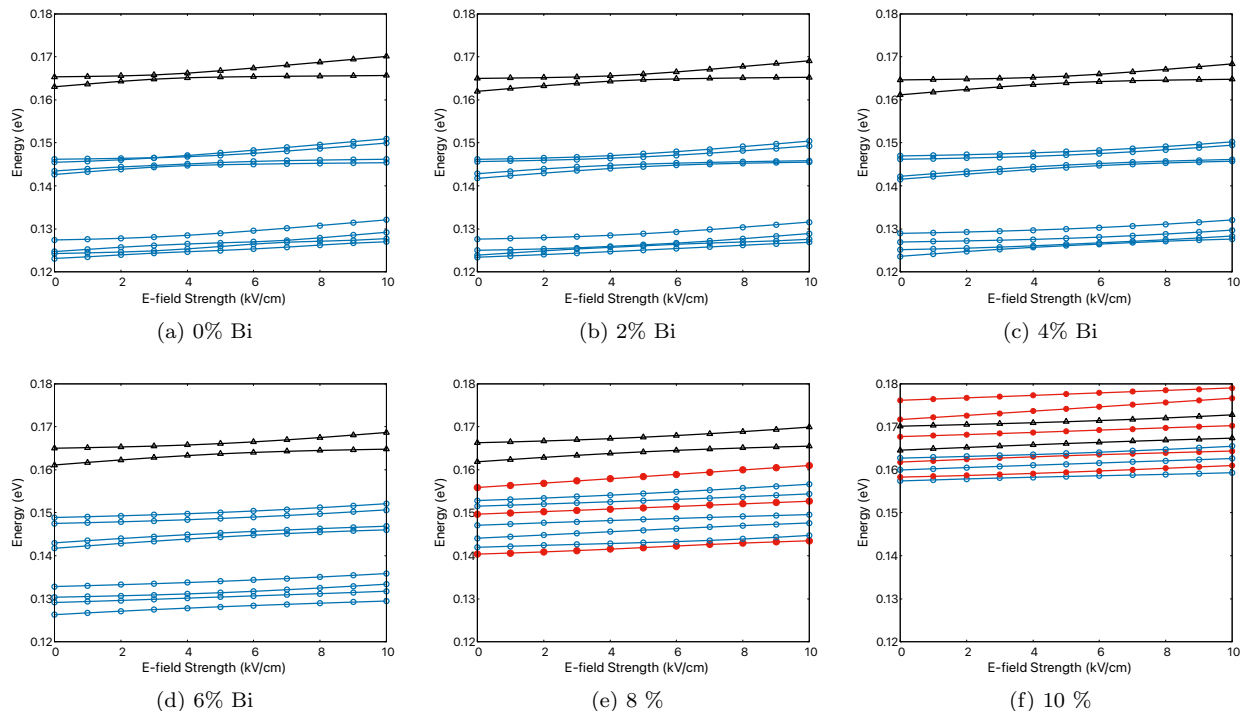 0.18
0.17
0.16
0.15
0.14
0.13
0.12
Energy (eV)
0 2 4 6 8 10
E-field Strength (kV/cm)
(a) 0% Bi
0.18
0.17
0.16
0.15
0.14
0.13
0.12
Energy (eV)
0 2 4 6 8 10
E-field Strength (kV/cm)
(b) 2% Bi
0.18
0.17
0.16
0.15
0.14
0.13
0.12
Energy (eV)
0 2 4 6 8 10
E-field Strength (kV/cm)
(c) 4% Bi
0.18
0.17
0.16
0.15
0.14
0.13
0.12
Energy (eV)
0 2 4 6 8 10
E-field Strength (kV/cm)
(d) 6% Bi
0.18
0.17
0.16
0.15
0.14
0.13
0.12
Energy (eV)
0 2 4 6 8 10
E-field Strength (kV/cm)
(e) 8 %
0.18
0.17
0.16
0.15
0.14
0.13
0.12
Energy (eV)
0 2 4 6 8 10
E-field Strength (kV/cm)
(f) 10 %